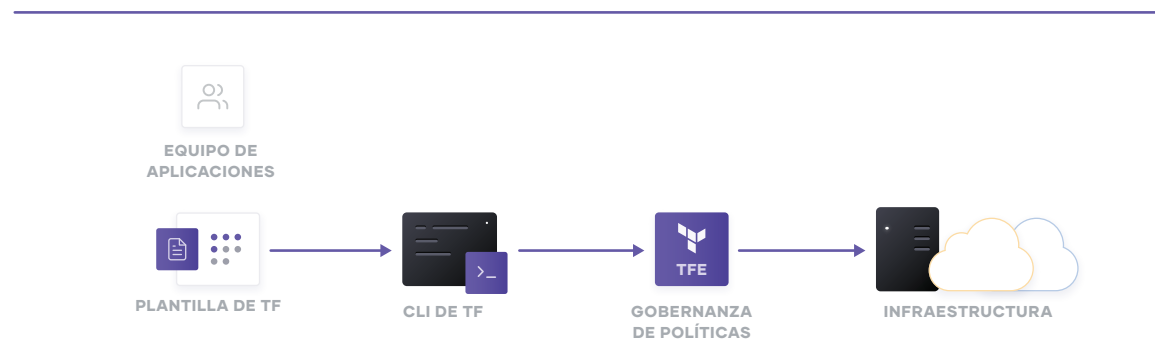 EQUIPO DE
APLICACIONES
PLANTILLA DE TF
CLI DE TF
TFE
GOBERNANZA
DE POLÍTICAS
INFRAESTRUCTURA